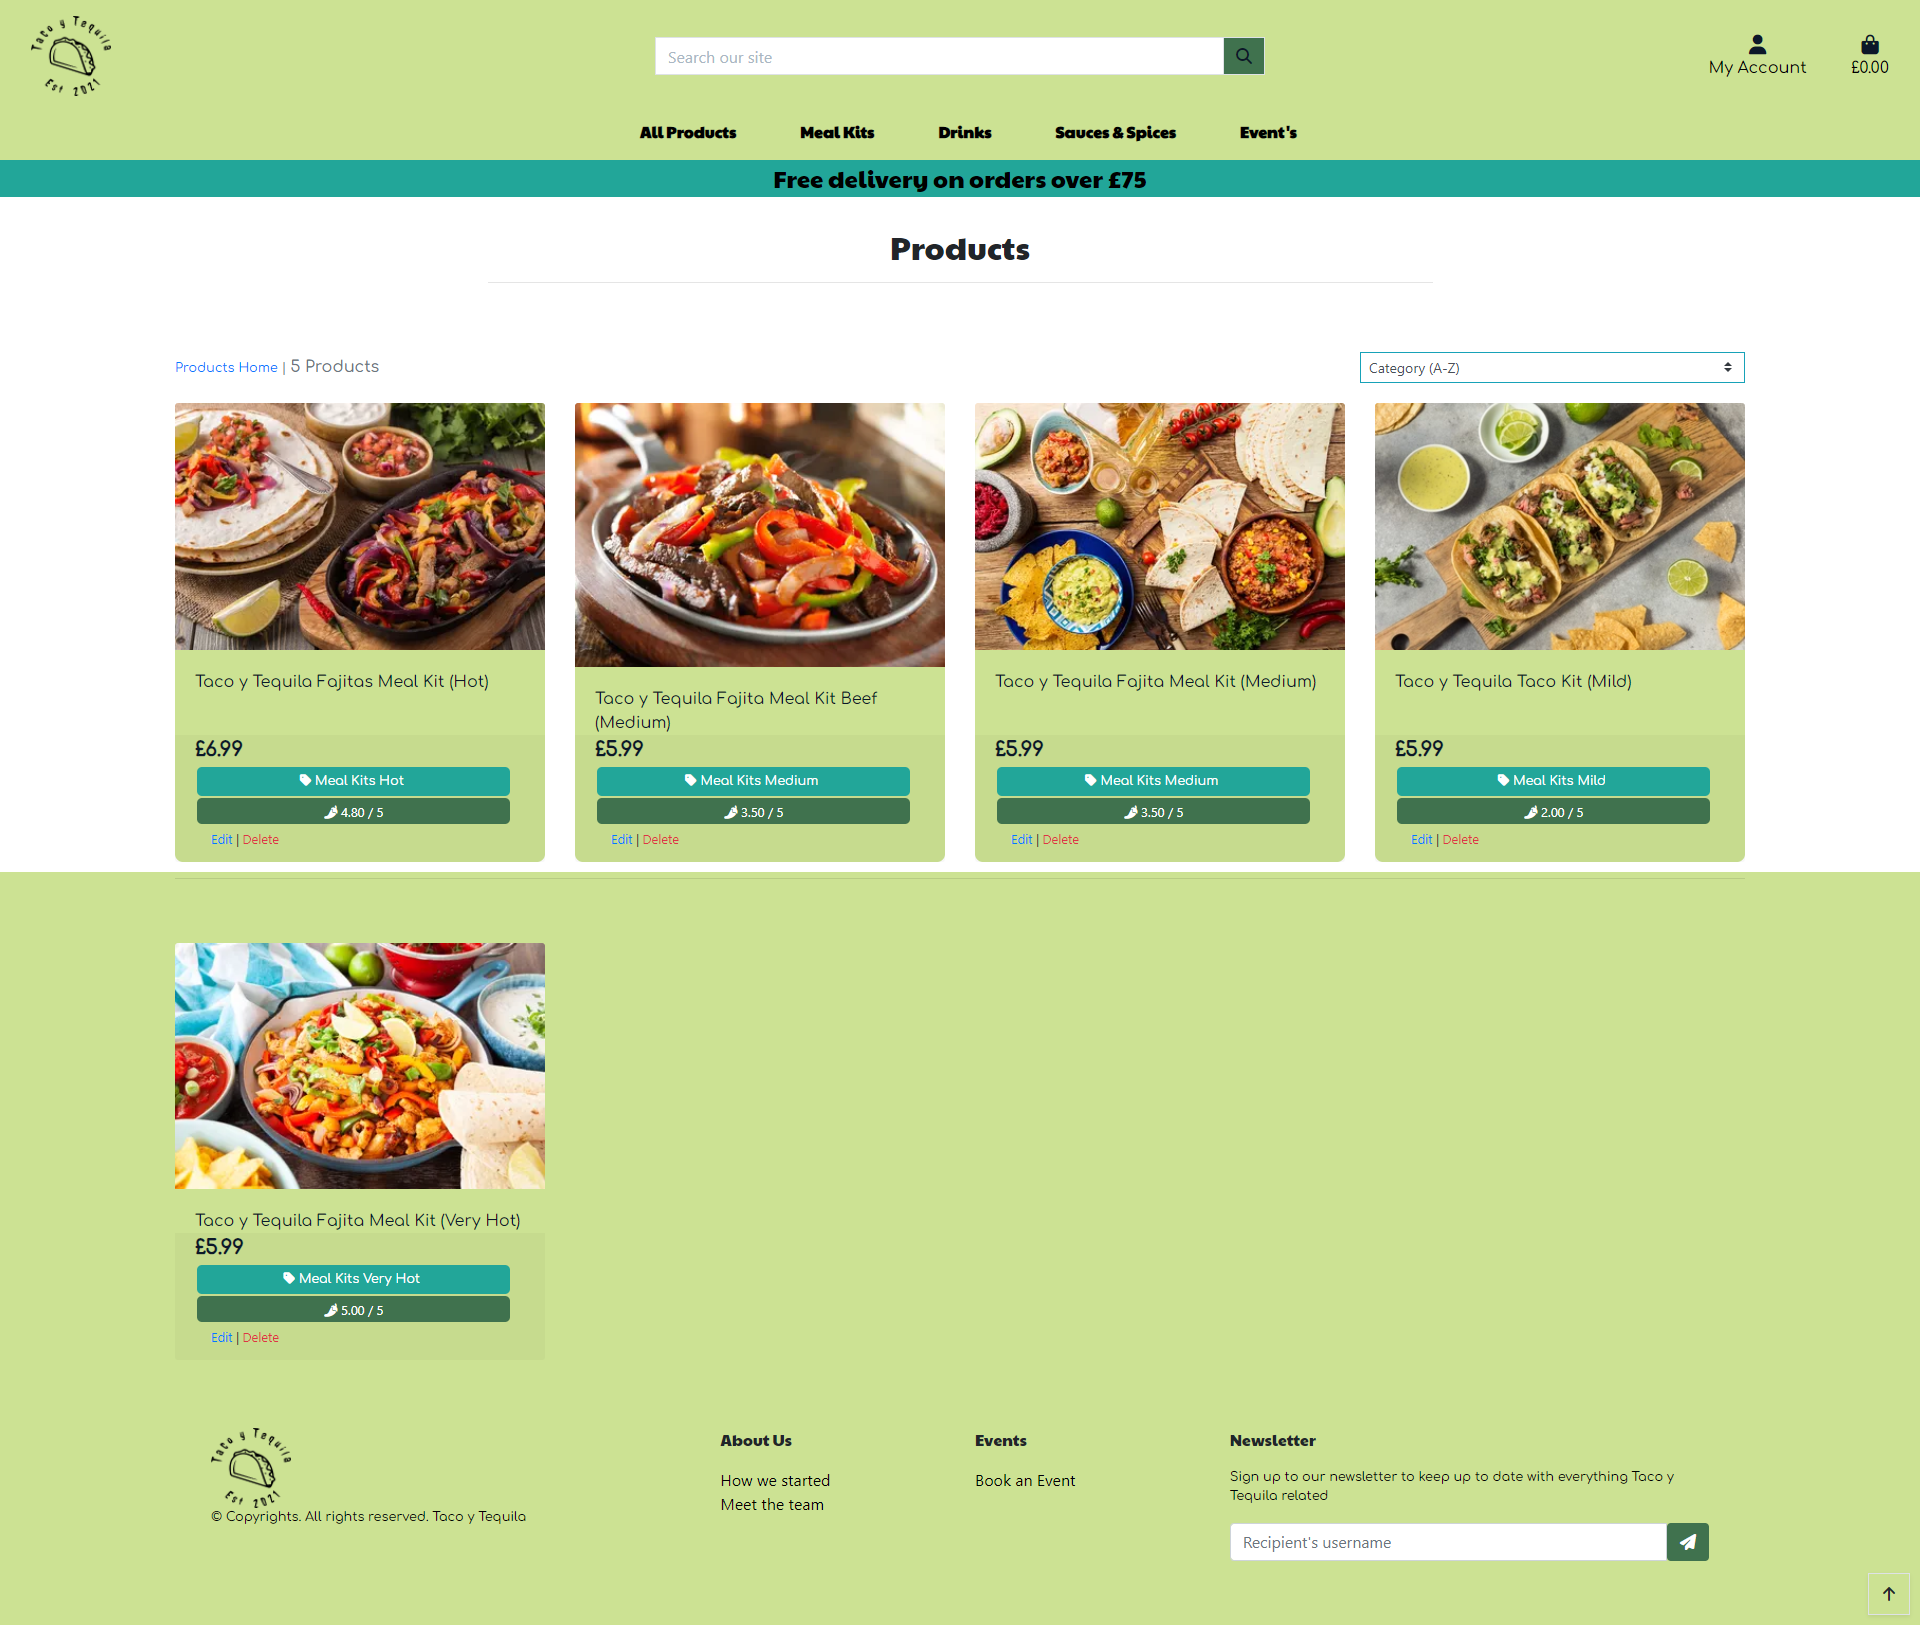 Taco y Tequila
Est 2021
Search our site
My Account
£0.00
All Products
Meal Kits
Drinks
Sauces & Spices
Event's
Free delivery on orders over £75
Products
Products Home | 5 Products
Category (A-Z)
Taco y Tequila Fajitas Meal Kit (Hot)
£6.99
Meal Kits Hot
4.80 / 5
Edit | Delete
Taco y Tequila Fajita Meal Kit Beef
(Medium)
£5.99
Meal Kits Medium
3.50 / 5
Edit | Delete
Taco y Tequila Fajita Meal Kit (Medium)
£5.99
Meal Kits Medium
3.50 / 5
Edit | Delete
Taco y Tequila Taco Kit (Mild)
£5.99
Meal Kits Mild
2.00 / 5
Edit | Delete
Taco y Tequila Fajita Meal Kit (Very Hot)
£5.99
Meal Kits Very Hot
5.00 / 5
Edit | Delete
Taco y Tequila
Est 2021
© Copyrights. All rights reserved. Taco y Tequila
About Us
How we started
Meet the team
Events
Book an Event
Newsletter
Sign up to our newsletter to keep up to date with everything Taco y
Tequila related
Recipient's username